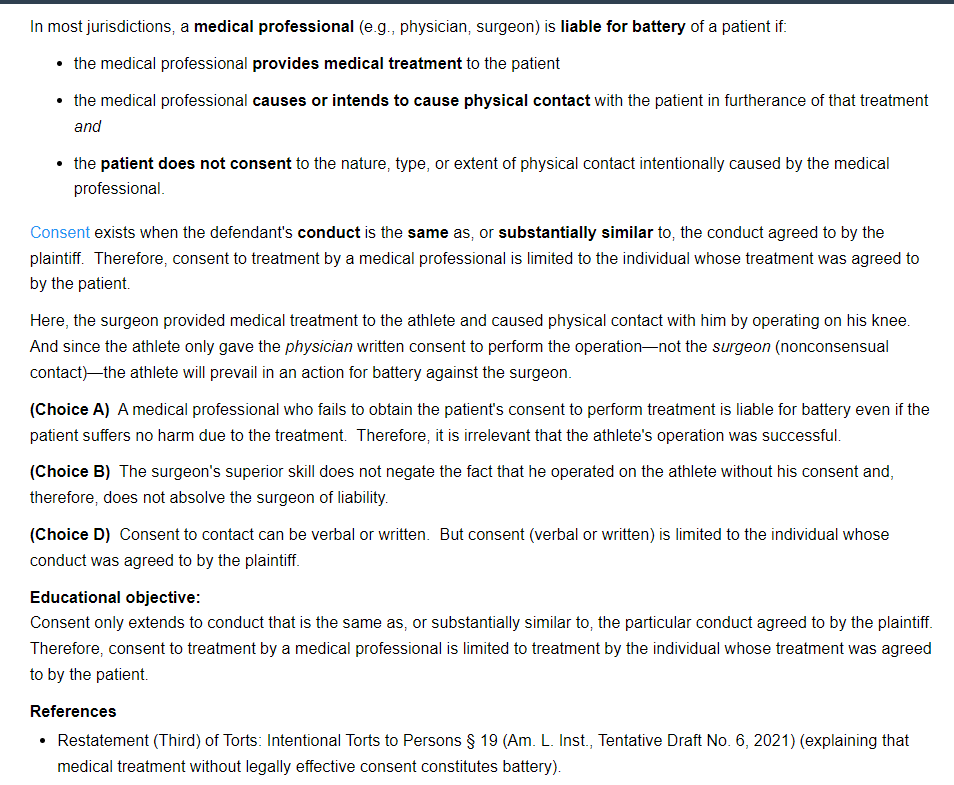 In most jurisdictions, a medical professional (e.g., physician, surgeon) is liable for battery of a patient if:
• the medical professional provides medical treatment to the patient
• the medical professional causes or intends to cause physical contact with the patient in furtherance of that treatment
and
• the patient does not consent to the nature, type, or extent of physical contact intentionally caused by the medical
professional.
Consent exists when the defendant's conduct is the same as, or substantially similar to, the conduct agreed to by the
plaintiff. Therefore, consent to treatment by a medical professional is limited to the individual whose treatment was agreed to
by the patient.
Here, the surgeon provided medical treatment to the athlete and caused physical contact with him by operating on his knee.
And since the athlete only gave the physician written consent to perform the operation—not the surgeon (nonconsensual
contact)—the athlete will prevail in an action for battery against the surgeon.
(Choice A) A medical professional who fails to obtain the patient's consent to perform treatment is liable for battery even if the
patient suffers no harm due to the treatment. Therefore, it is irrelevant that the athlete's operation was successful.
(Choice B) The surgeon's superior skill does not negate the fact that he operated on the athlete without his consent and,
therefore, does not absolve the surgeon of liability.
(Choice D) Consent to contact can be verbal or written. But consent (verbal or written) is limited to the individual whose
conduct was agreed to by the plaintiff.
Educational objective:
Consent only extends to conduct that is the same as, or substantially similar to, the particular conduct agreed to by the plaintiff.
Therefore, consent to treatment by a medical professional is limited to treatment by the individual whose treatment was agreed
to by the patient.
References
• Restatement (Third) of Torts: Intentional Torts to Persons § 19 (Am. L. Inst., Tentative Draft No. 6, 2021) (explaining that
medical treatment without legally effective consent constitutes battery).